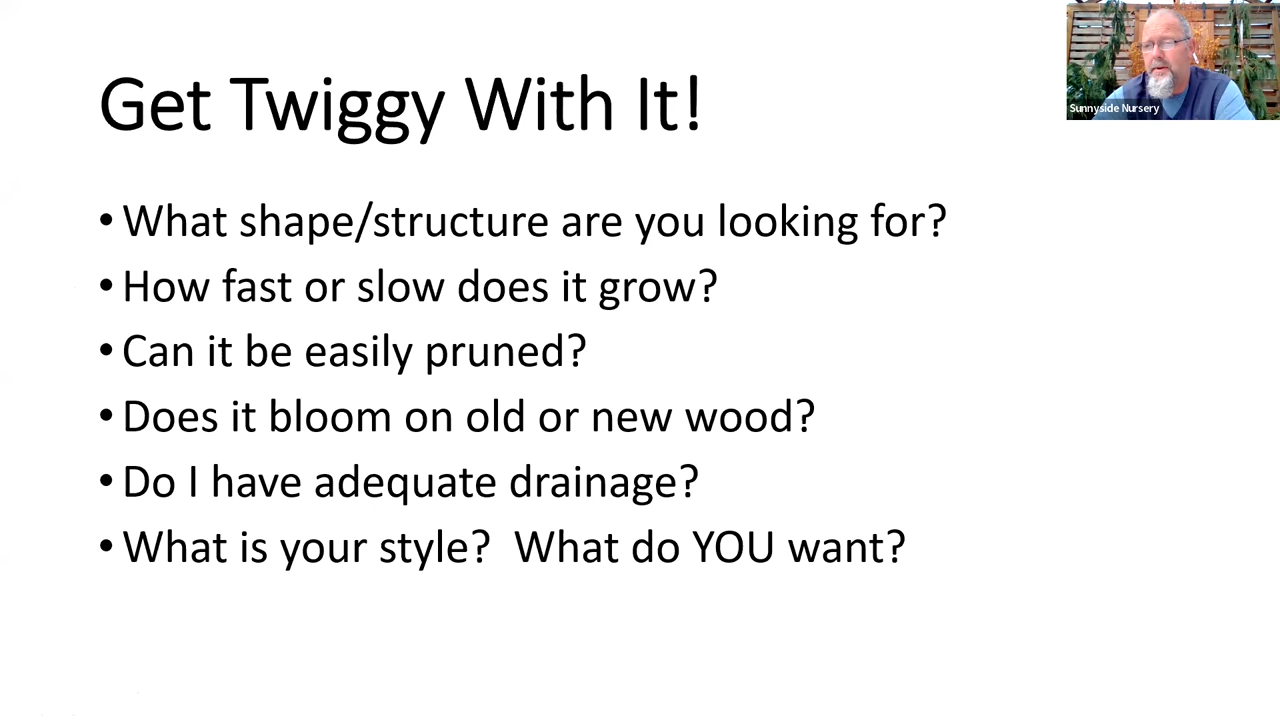 Get Twiggy With It!
Sunnyside Nursery
• What shape/structure are you looking for?
• How fast or slow does it grow?
• Can it be easily pruned?
• Does it bloom on old or new wood?
• Do I have adequate drainage?
• What is your style?  What do YOU want?